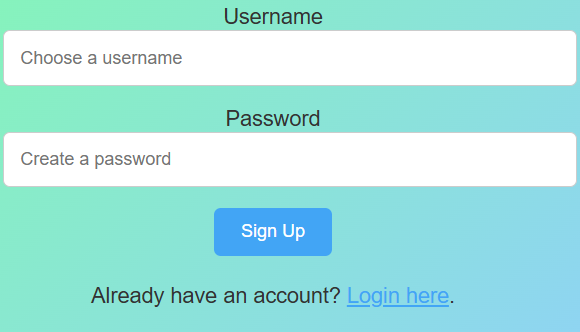 Username
Choose a username
Password
Create a password
Sign Up
Already have an account? Login here.